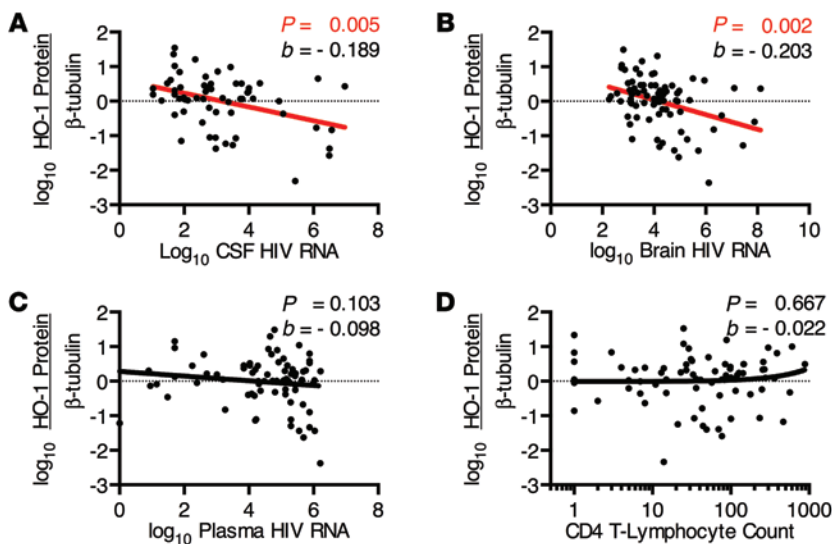 A
P = 0.005
b = - 0.189
log10 HO-1 Protein
β-tubulin
2
1
0
-1
-2
-3
0 2 4 6 8
Log10 CSF HIV RNA
B
P = 0.002
b = - 0.203
log10 HO-1 Protein
β-tubulin
2
1
0
-1
-2
-3
0 2 4 6 8 10
log10 Brain HIV RNA
C
P = 0.103
b = - 0.098
log10 HO-1 Protein
β-tubulin
2
1
0
-1
-2
-3
0 2 4 6 8
log10 Plasma HIV RNA
D
P = 0.667
b = - 0.022
log10 HO-1 Protein
β-tubulin
2
1
0
-1
-2
-3
1 10 100 1000
CD4 T-Lymphocyte Count